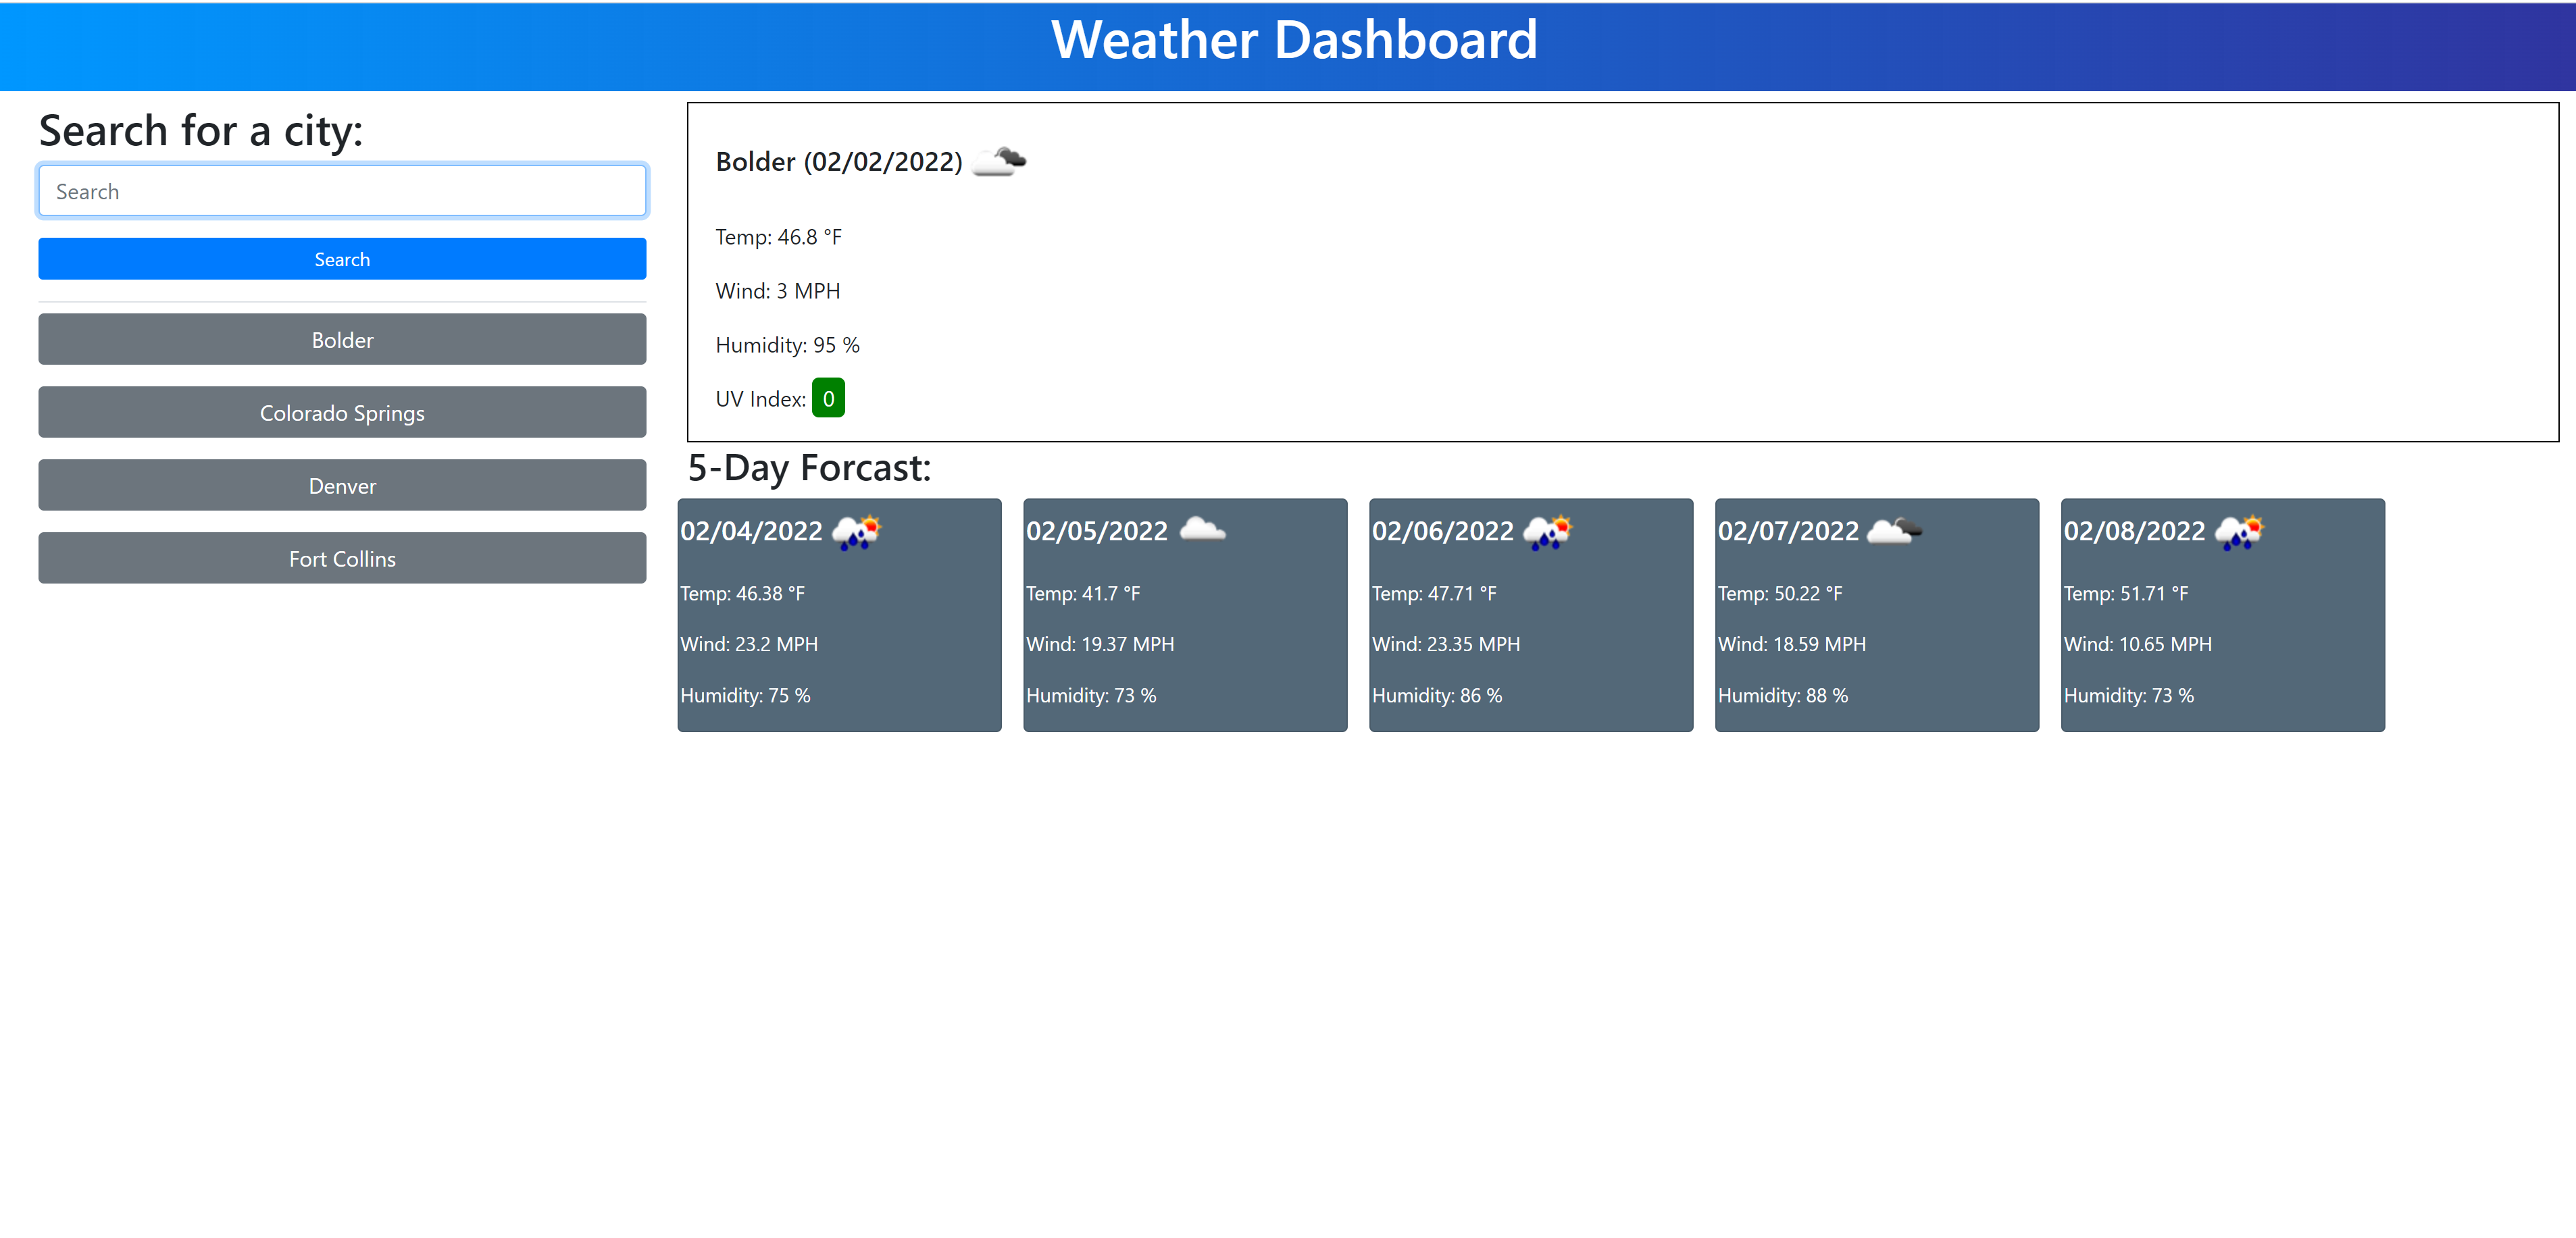 Weather Dashboard
Search for a city:
Search
Search
Bolder
Colorado Springs
Denver
Fort Collins
Bolder (02/02/2022)
Temp: 46.8 °F
Wind: 3 MPH
Humidity: 95 %
UV Index: 0
5-Day Forcast:
02/04/2022
Temp: 46.38 °F
Wind: 23.2 MPH
Humidity: 75 %
02/05/2022
Temp: 41.7 °F
Wind: 19.37 MPH
Humidity: 73 %
02/06/2022
Temp: 47.71 °F
Wind: 23.35 MPH
Humidity: 86 %
02/07/2022
Temp: 50.22 °F
Wind: 18.59 MPH
Humidity: 88 %
02/08/2022
Temp: 51.71 °F
Wind: 10.65 MPH
Humidity: 73 %